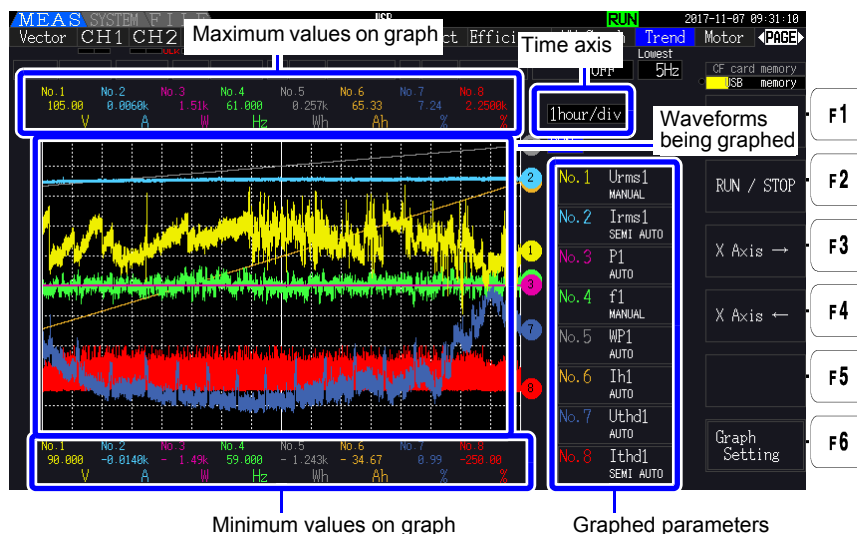 MEAS SYSTEM FILE USB RUN 2017-11-07 09:31:10
Vector CH1 CH2 Effici Trend Motor PAGE
Maximum values on graph
Time axis
OFF Lowest 5Hz CF card memory
USB memory
No.1 No.2 No.3 No.4 No.5 No.6 No.7 No.8
105.00 0.0060k 1.51k 61.000 0.257k 65.33 7.24 2.2500k
V A W Hz Wh Ah % %
1hour/div
Waveforms
being graphed
F1
2
1
3
7
8
No.1 Urms1
MANUAL
No.2 Irms1
SEMI AUTO
No.3 P1
AUTO
No.4 f1
MANUAL
No.5 WP1
AUTO
No.6 Ih1
AUTO
No.7 Uthd1
AUTO
No.8 Ithd1
SEMI AUTO
RUN / STOP F2
X Axis → F3
X Axis ← F4
F5
Graph
Setting
F6
No.1 No.2 No.3 No.4 No.5 No.6 No.7 No.8
90.000 -0.0140k - 1.49k 59.000 - 1.243k - 34.67 0.99 -250.00
V A W Hz Wh Ah % %
Minimum values on graph
Graphed parameters